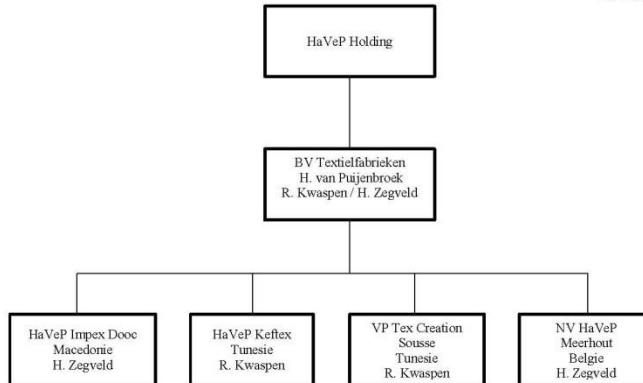 HaVeP Holding
BV Textielfabrieken
H. van Puijenbroek
R. Kwaspen / H. Zegveld
HaVeP Impex Dooc
Macedonie
H. Zegveld
HaVeP Keftex
Tunesie
R. Kwaspen
VP Tex Creation
Sousse
Tunesie
R. Kwaspen
NV HaVeP
Meerhout
Belgie
H. Zegveld